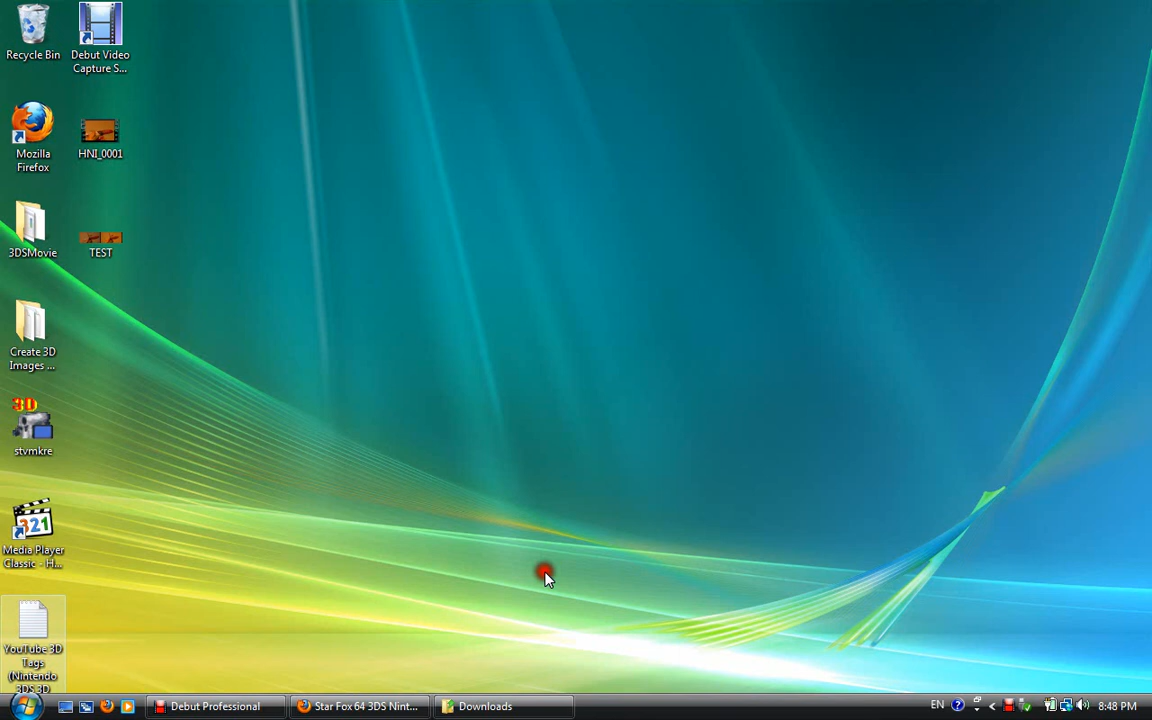 Recycle Bin
Debut Video
Capture S...
Mozilla
Firefox
HNI_0001
3DSMovie
TEST
Create 3D
Images ...
3D
stvmkre
321
Media Player
Classic - H...
YouTube 3D
Tags
(Nintendo
3DS 3D
Debut Professional
Star Fox 64 3DS Nint...
Downloads
EN
8:48 PM